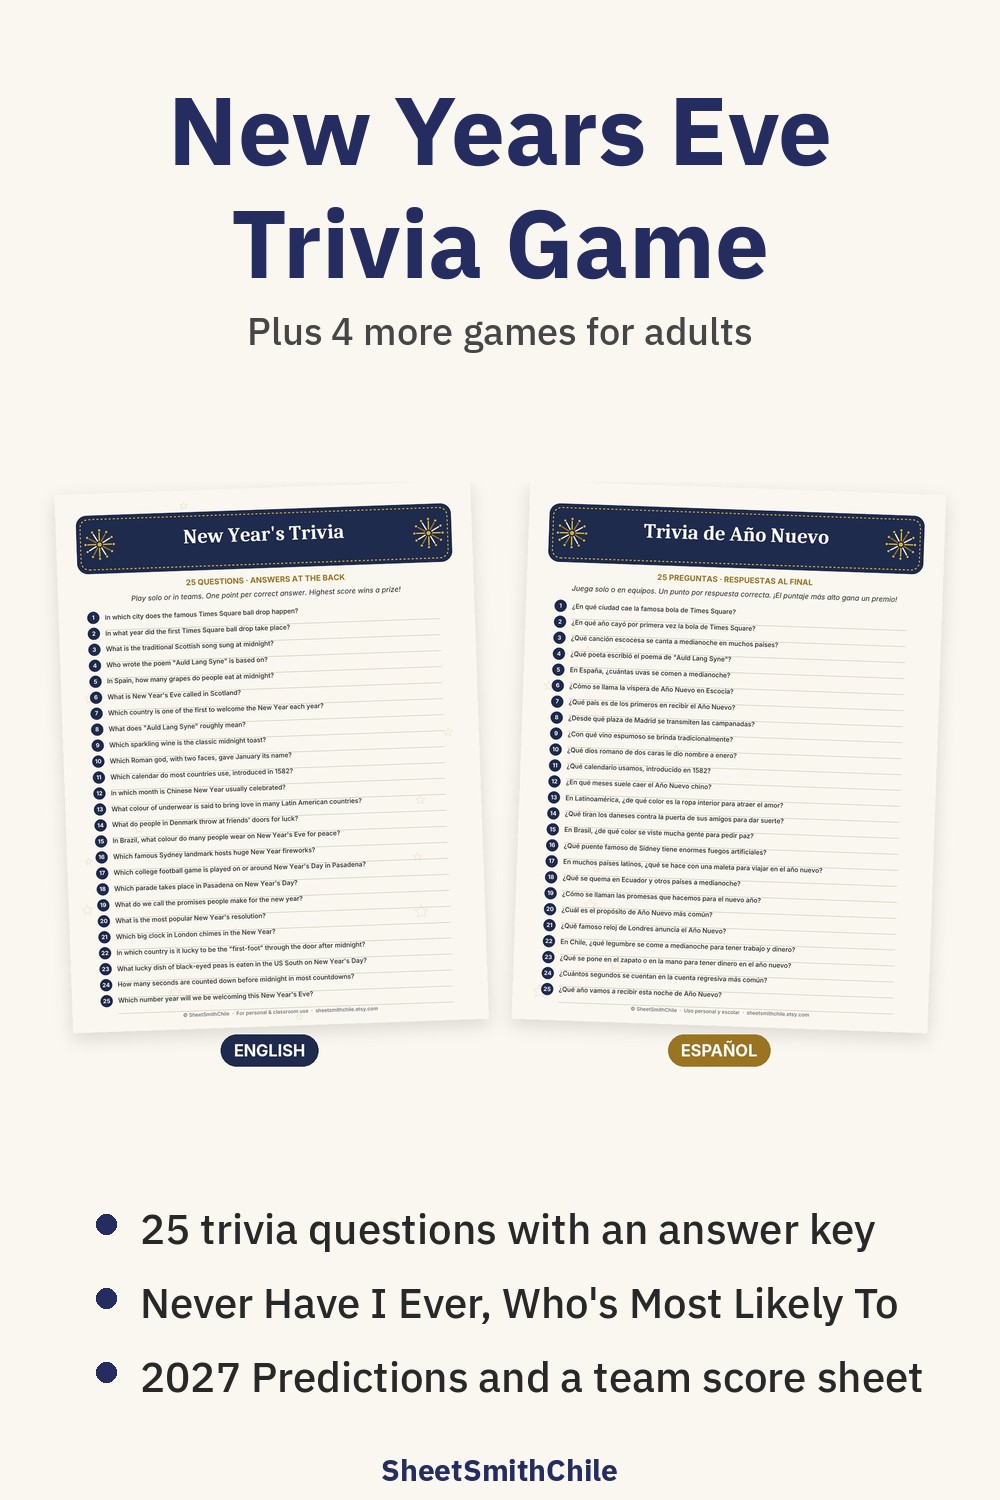 New Years Eve
Trivia Game
Plus 4 more games for adults
New Year's Trivia
25 QUESTIONS · ANSWERS AT THE BACK
Play solo or in teams. One point per correct answer. Highest score wins a prize!
1 In which city does the famous Times Square ball drop happen?
2 In what year did the first Times Square ball drop take place?
3 What is the traditional Scottish song sung at midnight?
4 Who wrote the poem "Auld Lang Syne" is based on?
5 In Spain, how many grapes do people eat at midnight?
6 What is New Year's Eve called in Scotland?
7 Which country is one of the first to welcome the New Year each year?
8 What does "Auld Lang Syne" roughly mean?
9 Which sparkling wine is the classic midnight toast?
10 Which Roman god, with two faces, gave January its name?
11 Which calendar do most countries use, introduced in 1582?
12 In which month is Chinese New Year usually celebrated?
13 What colour of underwear is said to bring love in many Latin American countries?
14 What do people in Denmark throw at friends' doors for luck?
15 In Brazil, what colour do many people wear on New Year's Eve for peace?
16 Which famous Sydney landmark hosts huge New Year fireworks?
17 Which college football game is played on or around New Year's Day in Pasadena?
18 Which parade takes place in Pasadena on New Year's Day?
19 What do we call the promises people make for the new year?
20 What is the most popular New Year's resolution?
21 Which big clock in London chimes in the New Year?
22 In which country is it lucky to be the "first-foot" through the door after midnight?
23 What lucky dish of black-eyed peas is eaten in the US South on New Year's Day?
24 How many seconds are counted down before midnight in most countdowns?
25 Which number year will we be welcoming this New Year's Eve?
© SheetSmithChile · For personal & classroom use · sheetsmithchile.etsy.com
ENGLISH
Trivia de Año Nuevo
25 PREGUNTAS · RESPUESTAS AL FINAL
Juega solo o en equipos. Un punto por respuesta correcta. ¡El puntaje más alto gana un premio!
1 ¿En qué ciudad cae la famosa bola de Times Square?
2 ¿En qué año cayó por primera vez la bola de Times Square?
3 ¿Qué canción escocesa se canta a medianoche en muchos países?
4 ¿Qué poeta escribió el poema de "Auld Lang Syne"?
5 En España, ¿cuántas uvas se comen a medianoche?
6 ¿Cómo se llama la víspera de Año Nuevo en Escocia?
7 ¿Qué país es de los primeros en recibir el Año Nuevo?
8 ¿Desde qué plaza de Madrid se transmiten las campanadas?
9 ¿Con qué vino espumoso se brinda tradicionalmente?
10 ¿Qué dios romano de dos caras le dio nombre a enero?
11 ¿Qué calendario usamos, introducido en 1582?
12 ¿En qué meses suele caer el Año Nuevo chino?
13 En Latinoamérica, ¿de qué color es la ropa interior para atraer el amor?
14 ¿Qué tiran los daneses contra la puerta de sus amigos para dar suerte?
15 En Brasil, ¿de qué color se viste mucha gente para pedir paz?
16 ¿Qué puente famoso de Sídney tiene enormes fuegos artificiales?
17 En muchos países latinos, ¿qué se hace con una maleta para viajar en el año nuevo?
18 ¿Qué se quema en Ecuador y otros países a medianoche?
19 ¿Cómo se llaman las promesas que hacemos para el nuevo año?
20 ¿Cuál es el propósito de Año Nuevo más común?
21 ¿Qué famoso reloj de Londres anuncia el Año Nuevo?
22 En Chile, ¿qué legumbre se come a medianoche para tener trabajo y dinero?
23 ¿Qué se pone en el zapato o en la mano para tener dinero en el año nuevo?
24 ¿Cuántos segundos se cuentan en la cuenta regresiva más común?
25 ¿Qué año vamos a recibir esta noche de Año Nuevo?
© SheetSmithChile · Uso personal y escolar · sheetsmithchile.etsy.com
ESPAÑOL
25 trivia questions with an answer key
Never Have I Ever, Who's Most Likely To
2027 Predictions and a team score sheet
SheetSmithChile